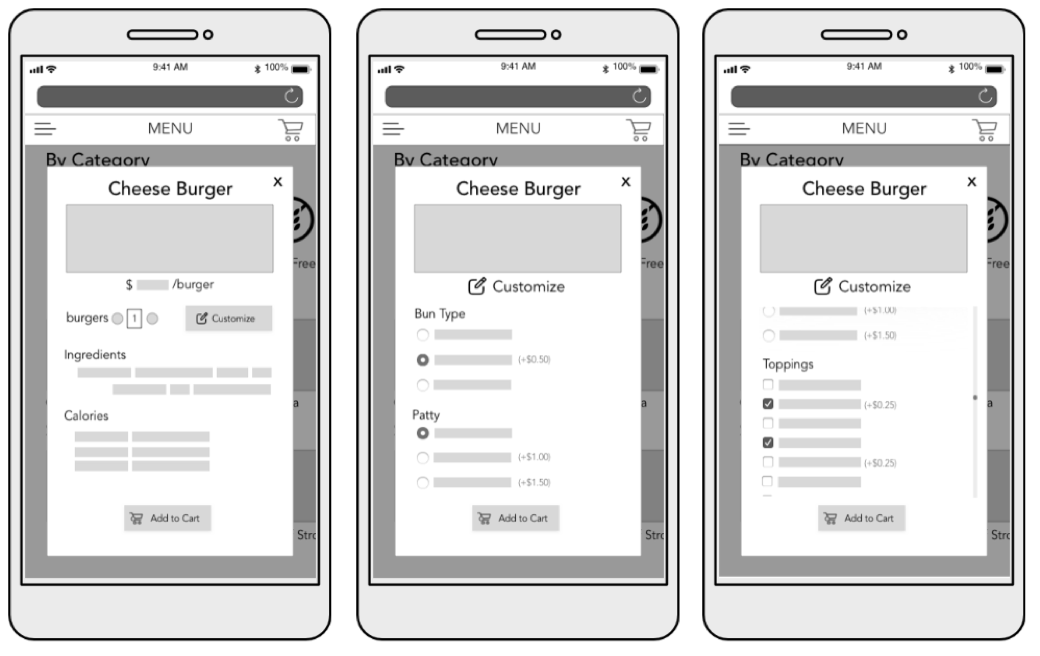 9:41 AM 100%
MENU
By Category
Cheese Burger x
Free
$ /burger
burgers 1 Customize
Ingredients
a
Calories
Add to Cart
Stro
9:41 AM 100%
MENU
By Category
Cheese Burger x
Free
Customize
Bun Type
(+$0.50)
a
Patty
(+$1.00)
(+$1.50)
Add to Cart
Stro
9:41 AM 100%
MENU
By Category
Cheese Burger x
Free
Customize
(+$1.00)
(+$1.50)
Toppings
(+$0.25)
a
(+$0.25)
Add to Cart
Stro